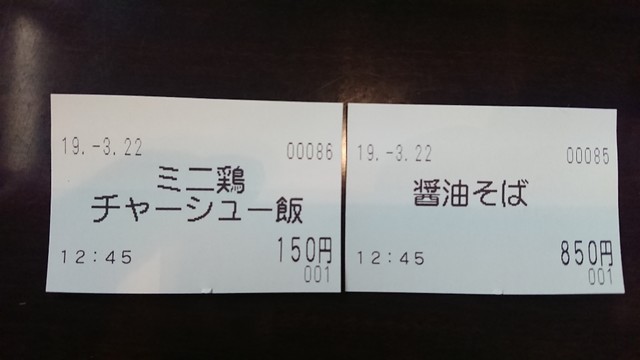 19.-3.22 00086
ミニ鶏
チャーシュー飯
12:45 150円
001
19.-3.22 00085
醤油そば
12:45 850円
001